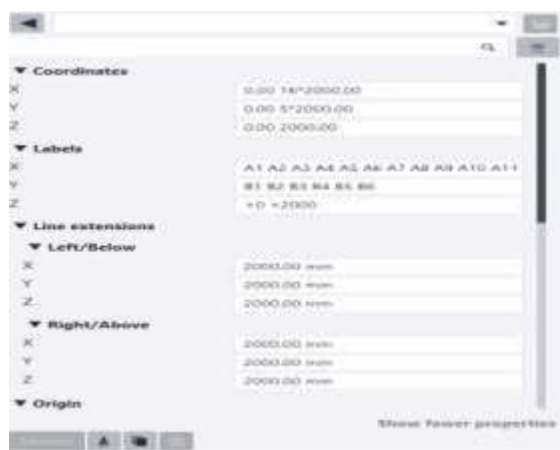 Coordinates
X 0.00 14*2000.00
Y 0.00 5*2000.00
Z 0.00 2000.00
Labels
X A1 A2 A3 A4 A5 A6 A7 A8 A9 A10 A11
Y B1 B2 B3 B4 B5 B6
Z +0 +2000
Line extensions
Left/Below
X 2000.00 mm
Y 2000.00 mm
Z 2000.00 mm
Right/Above
X 2000.00 mm
Y 2000.00 mm
Z 2000.00 mm
Origin
Show fewer properties